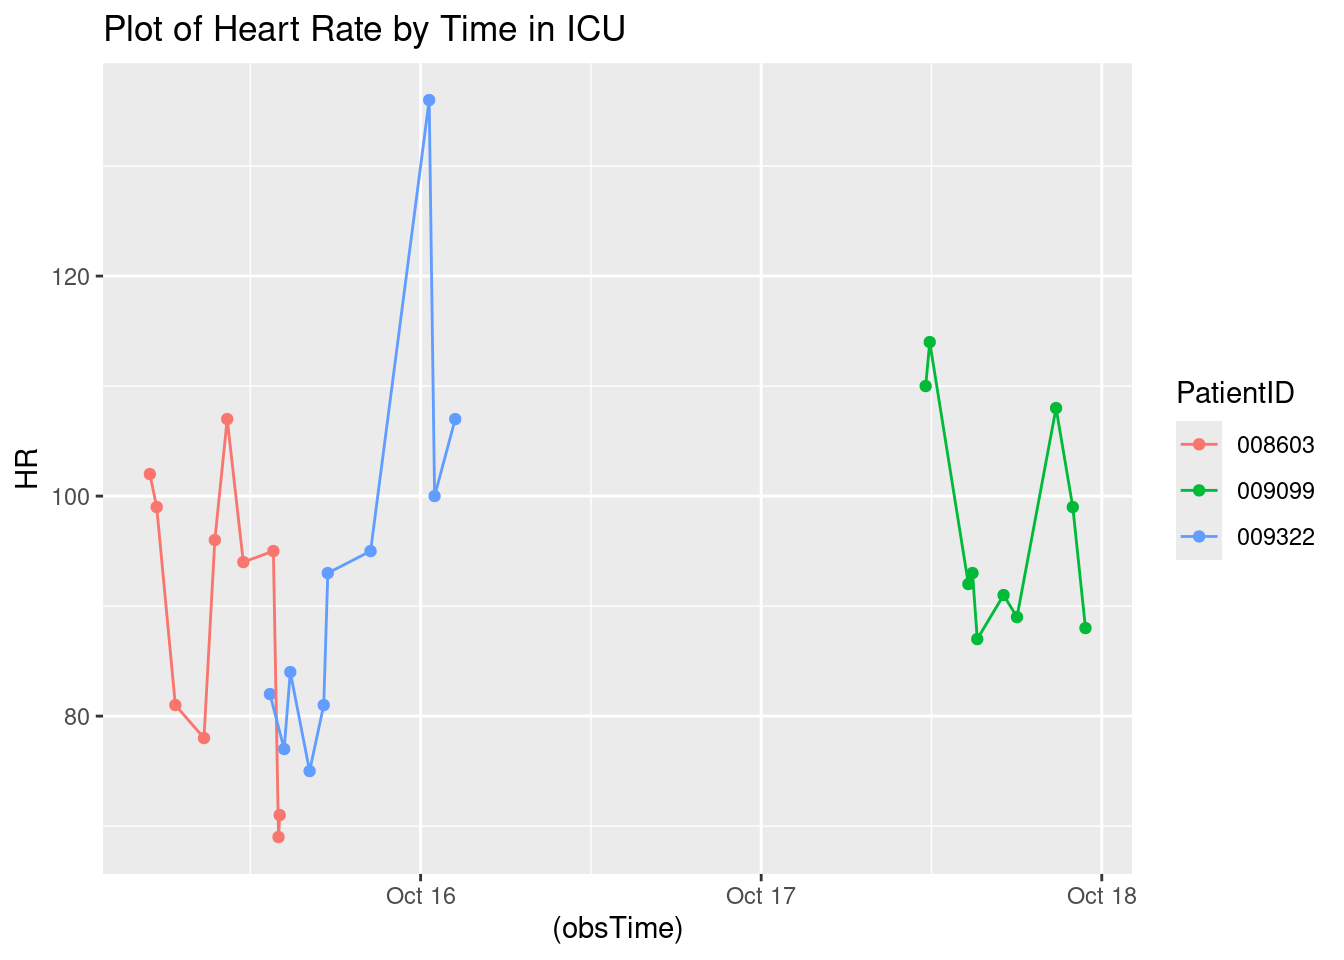 Plot of Heart Rate by Time in ICU
120
100
80
HR
Oct 16
Oct 17
Oct 18
(obsTime)
PatientID
008603
009099
009322